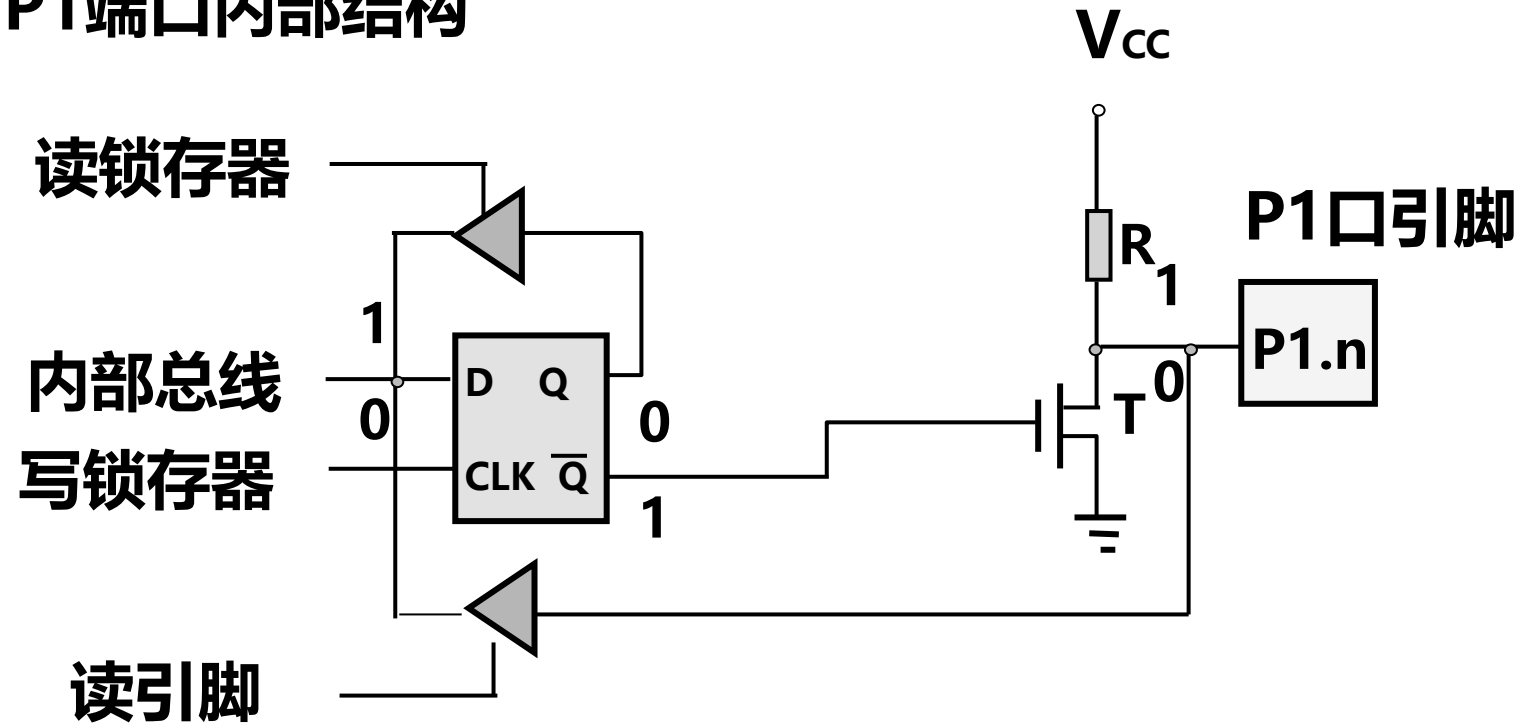 P1端口内部结构
Vcc
读锁存器
P1口引脚
R
1
1
P1.n
内部总线
D Q
0
T
0
0
写锁存器
CLK Q̅
1
读引脚